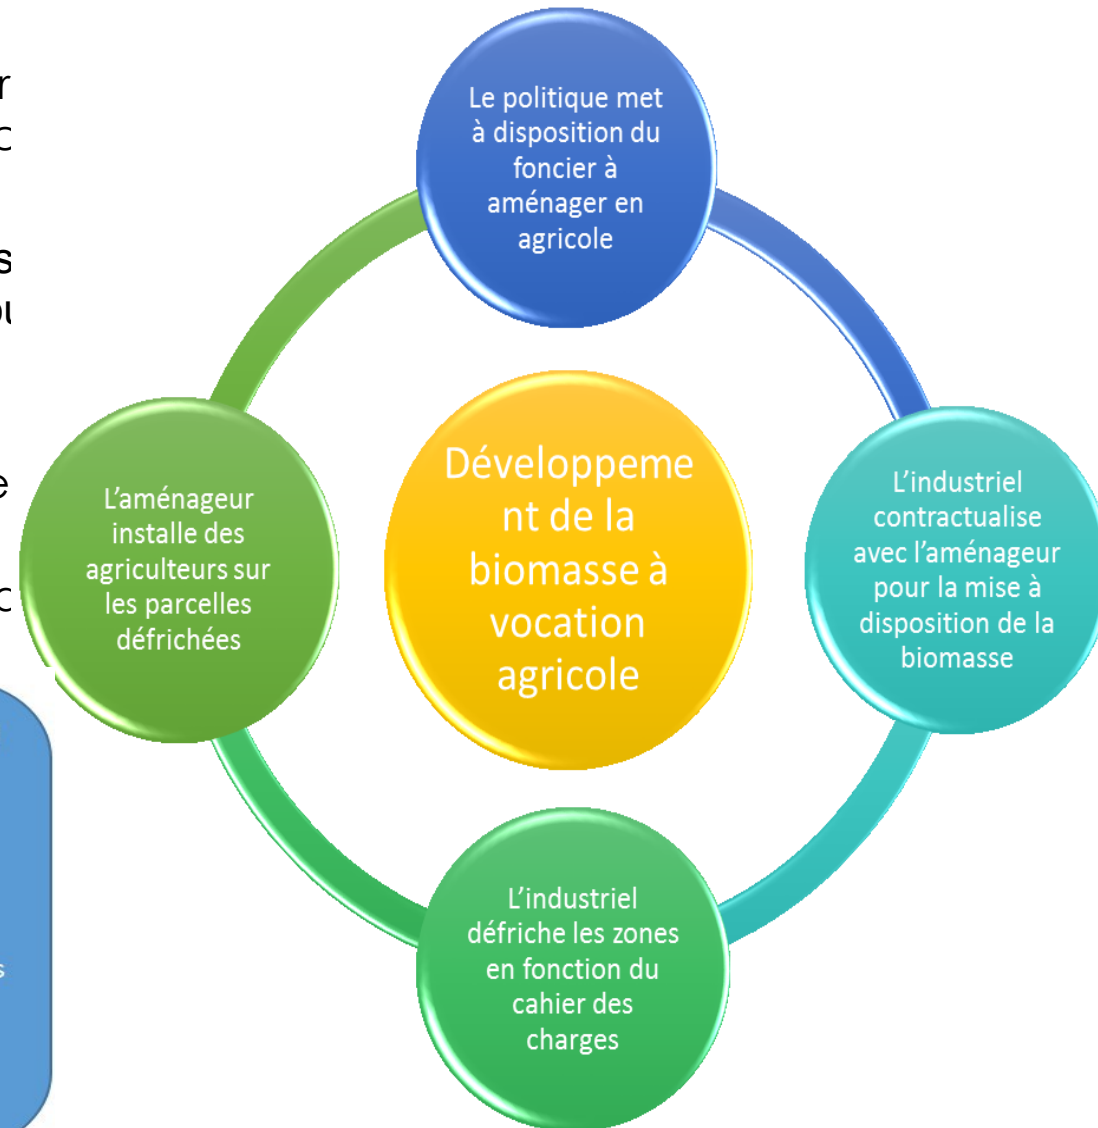 Le politique met
à disposition du
foncier à
aménager en
agricole
L'industriel
contractualise
avec l'aménageur
pour la mise à
disposition de la
biomasse
L'industriel
défriche les zones
en fonction du
cahier des
charges
L'aménageur
installe des
agriculteurs sur
les parcelles
défrichées
Développeme
nt de la
biomasse à
vocation
agricole